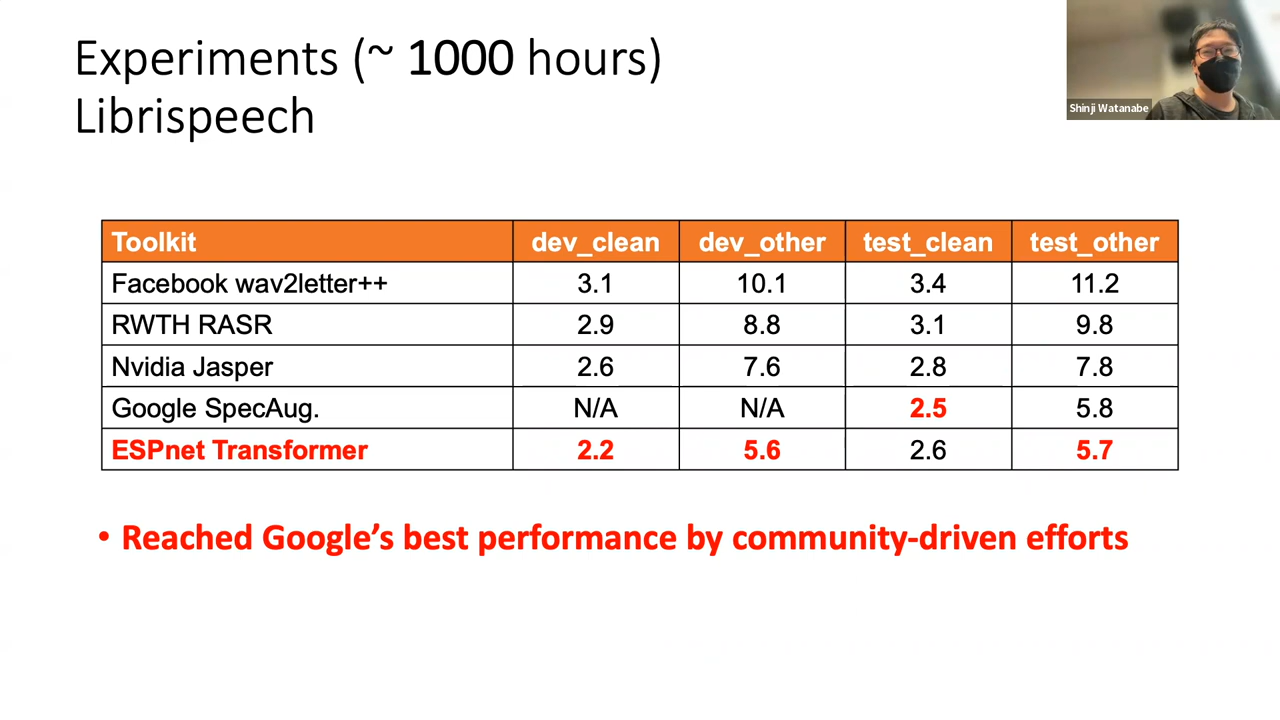 Experiments (~ 1000 hours)
Librispeech
Shinji Watanabe
Toolkit dev_clean dev_other test_clean test_other
Facebook wav2letter++ 3.1 10.1 3.4 11.2
RWTH RASR 2.9 8.8 3.1 9.8
Nvidia Jasper 2.6 7.6 2.8 7.8
Google SpecAug. N/A N/A 2.5 5.8
ESPnet Transformer 2.2 5.6 2.6 5.7
• Reached Google's best performance by community-driven efforts